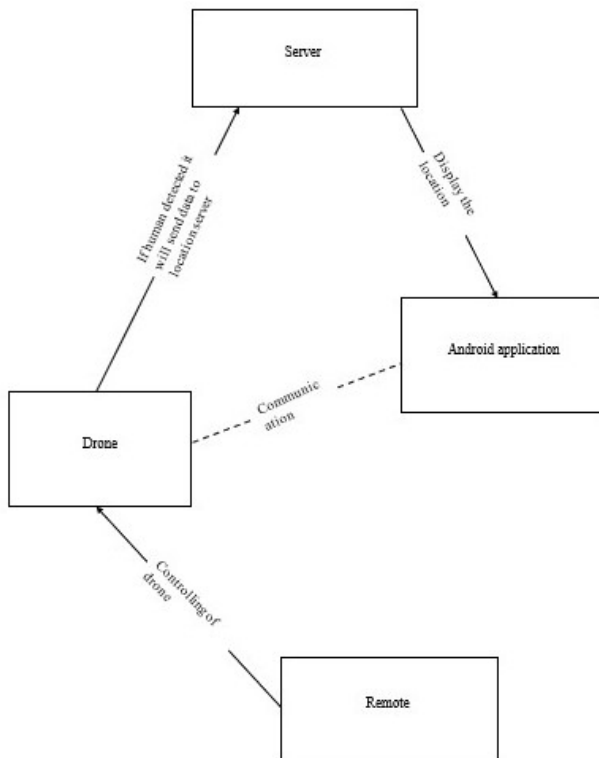 Server
If human detected it
will send data to
location server
Display the
location
Android application
Communic
ation
Drone
Controlling of
drone
Remote